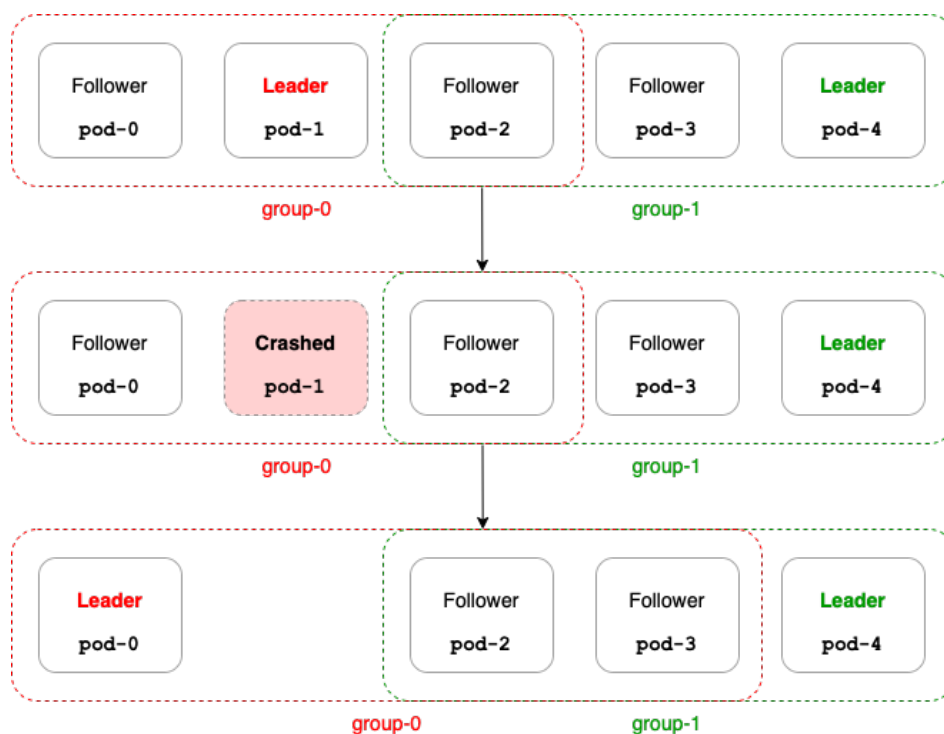 Follower
pod-0
Leader
pod-1
Follower
pod-2
Follower
pod-3
Leader
pod-4
group-0
group-1
Follower
pod-0
Crashed
pod-1
Follower
pod-2
Follower
pod-3
Leader
pod-4
group-0
group-1
Leader
pod-0
Follower
pod-2
Follower
pod-3
Leader
pod-4
group-0
group-1